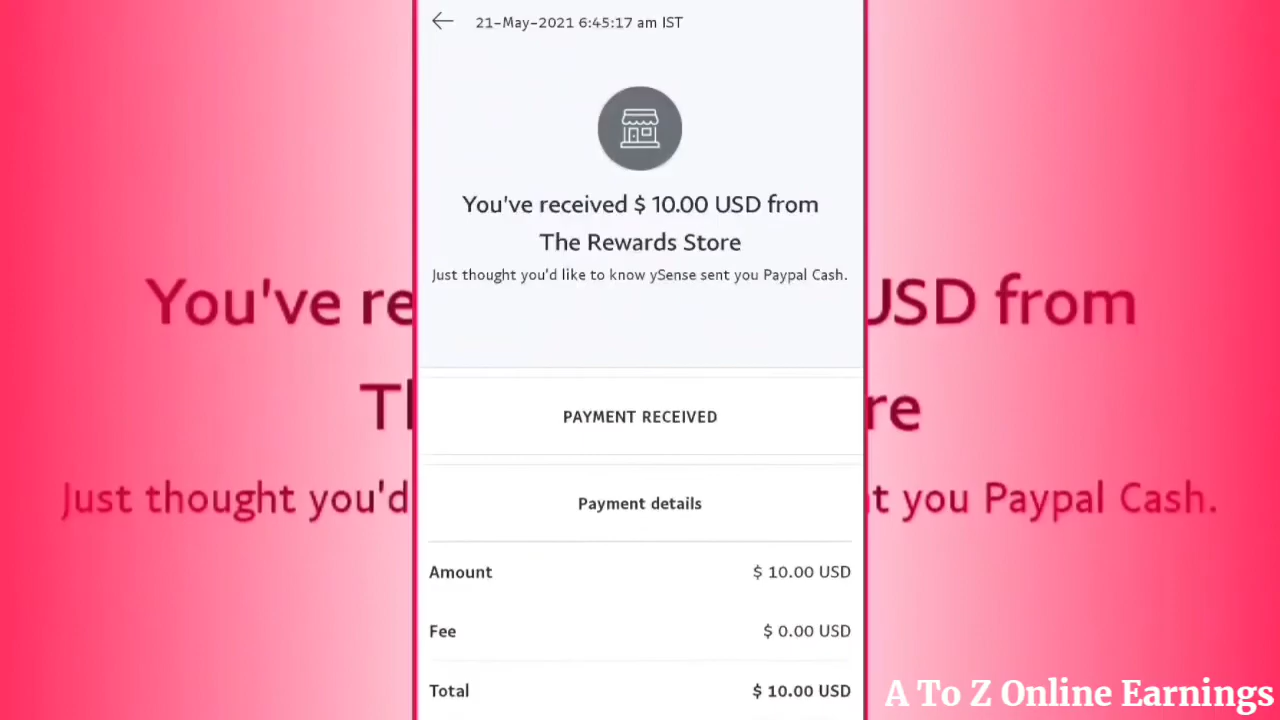 21-May-2021 6:45:17 am IST
You've received $ 10.00 USD from
The Rewards Store
Just thought you'd like to know ySense sent you Paypal Cash.
You've re
USD from
Th
re
Just thought you'd
t you Paypal Cash.
PAYMENT RECEIVED
Payment details
Amount $ 10.00 USD
Fee $ 0.00 USD
Total $ 10.00 USD
A To Z Online Earnings